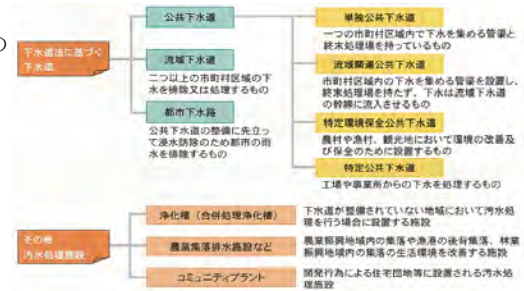 の
下水道法に基づく
下水道
公共下水道
流域下水道
二つ以上の市町村区域の下
水を排除又は処理するもの
都市下水路
公共下水道の整備に先立っ
て浸水防除のため都市の雨
水を排除するもの
単独公共下水道
一つの市町村区域内で下水を集める管渠と
終末処理場を持っているもの
流域関連公共下水道
市町村区域内の下水を集める管渠を設置し、
終末処理場を持たず、下水は流域下水道
の幹線に流入させるもの
特定環境保全公共下水道
農村や漁村、観光地において環境の改善及
び保全のために設置するもの
特定公共下水道
工場や事業所からの下水を処理するもの
その他
汚水処理施設
浄化槽(合併処理浄化槽)
下水道が整備されていない地域において汚水処
理を行う場合に設置する施設
農業集落排水施設など
農業振興地域内の集落や漁港の後背集落、林業
振興地域内の集落の生活環境を改善する施設
コミュニティプラント
開発行為による住宅団地等に設置される汚水処
理施設